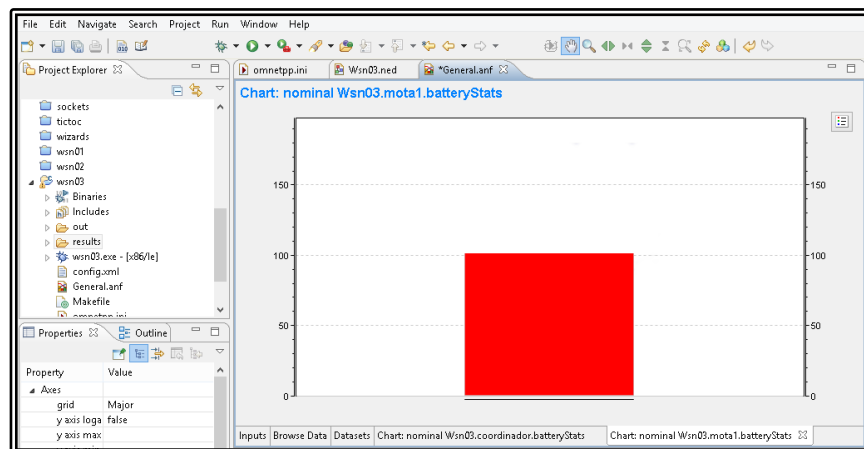 File Edit Navigate Search Project Run Window Help
Project Explorer
omnetpp.ini Wsn03.ned *General.anf
Chart: nominal Wsn03.mota1.batteryStats
sockets
tictoc
wizards
wsn01
wsn02
wsn03
Binaries
Includes
out
results
wsn03.exe - [x86/le]
config.xml
General.anf
Makefile
omnetpp.ini
150 150
100 100
50 50
0 0
Properties Outline
Property Value
Axes
grid Major
y axis loga false
y axis max
Inputs Browse Data Datasets Chart: nominal Wsn03.coordinador.batteryStats Chart: nominal Wsn03.mota1.batteryStats